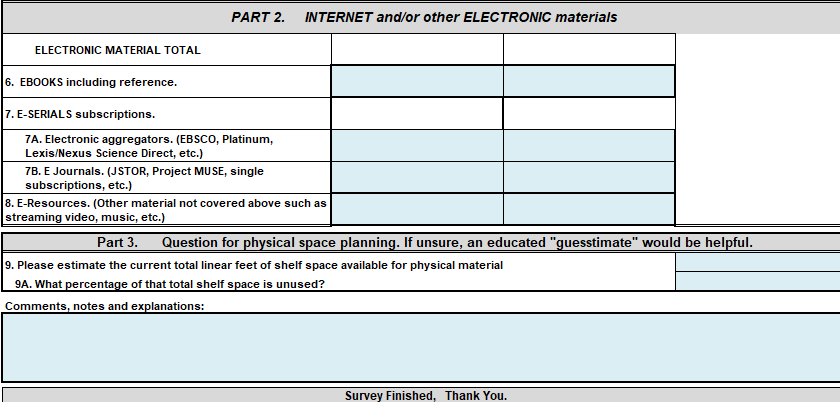 PART 2. INTERNET and/or other ELECTRONIC materials
ELECTRONIC MATERIAL TOTAL
6. EBOOKS including reference.
7. E-SERIALS subscriptions.
7A. Electronic aggregators. (EBSCO, Platinum,
Lexis/Nexus Science Direct, etc.)
7B. E Journals. (JSTOR, Project MUSE, single
subscriptions, etc.)
8. E-Resources. (Other material not covered above such as
streaming video, music, etc.)
Part 3. Question for physical space planning. If unsure, an educated "guesstimate" would be helpful.
9. Please estimate the current total linear feet of shelf space available for physical material
9A. What percentage of that total shelf space is unused?
Comments, notes and explanations:
Survey Finished, Thank You.